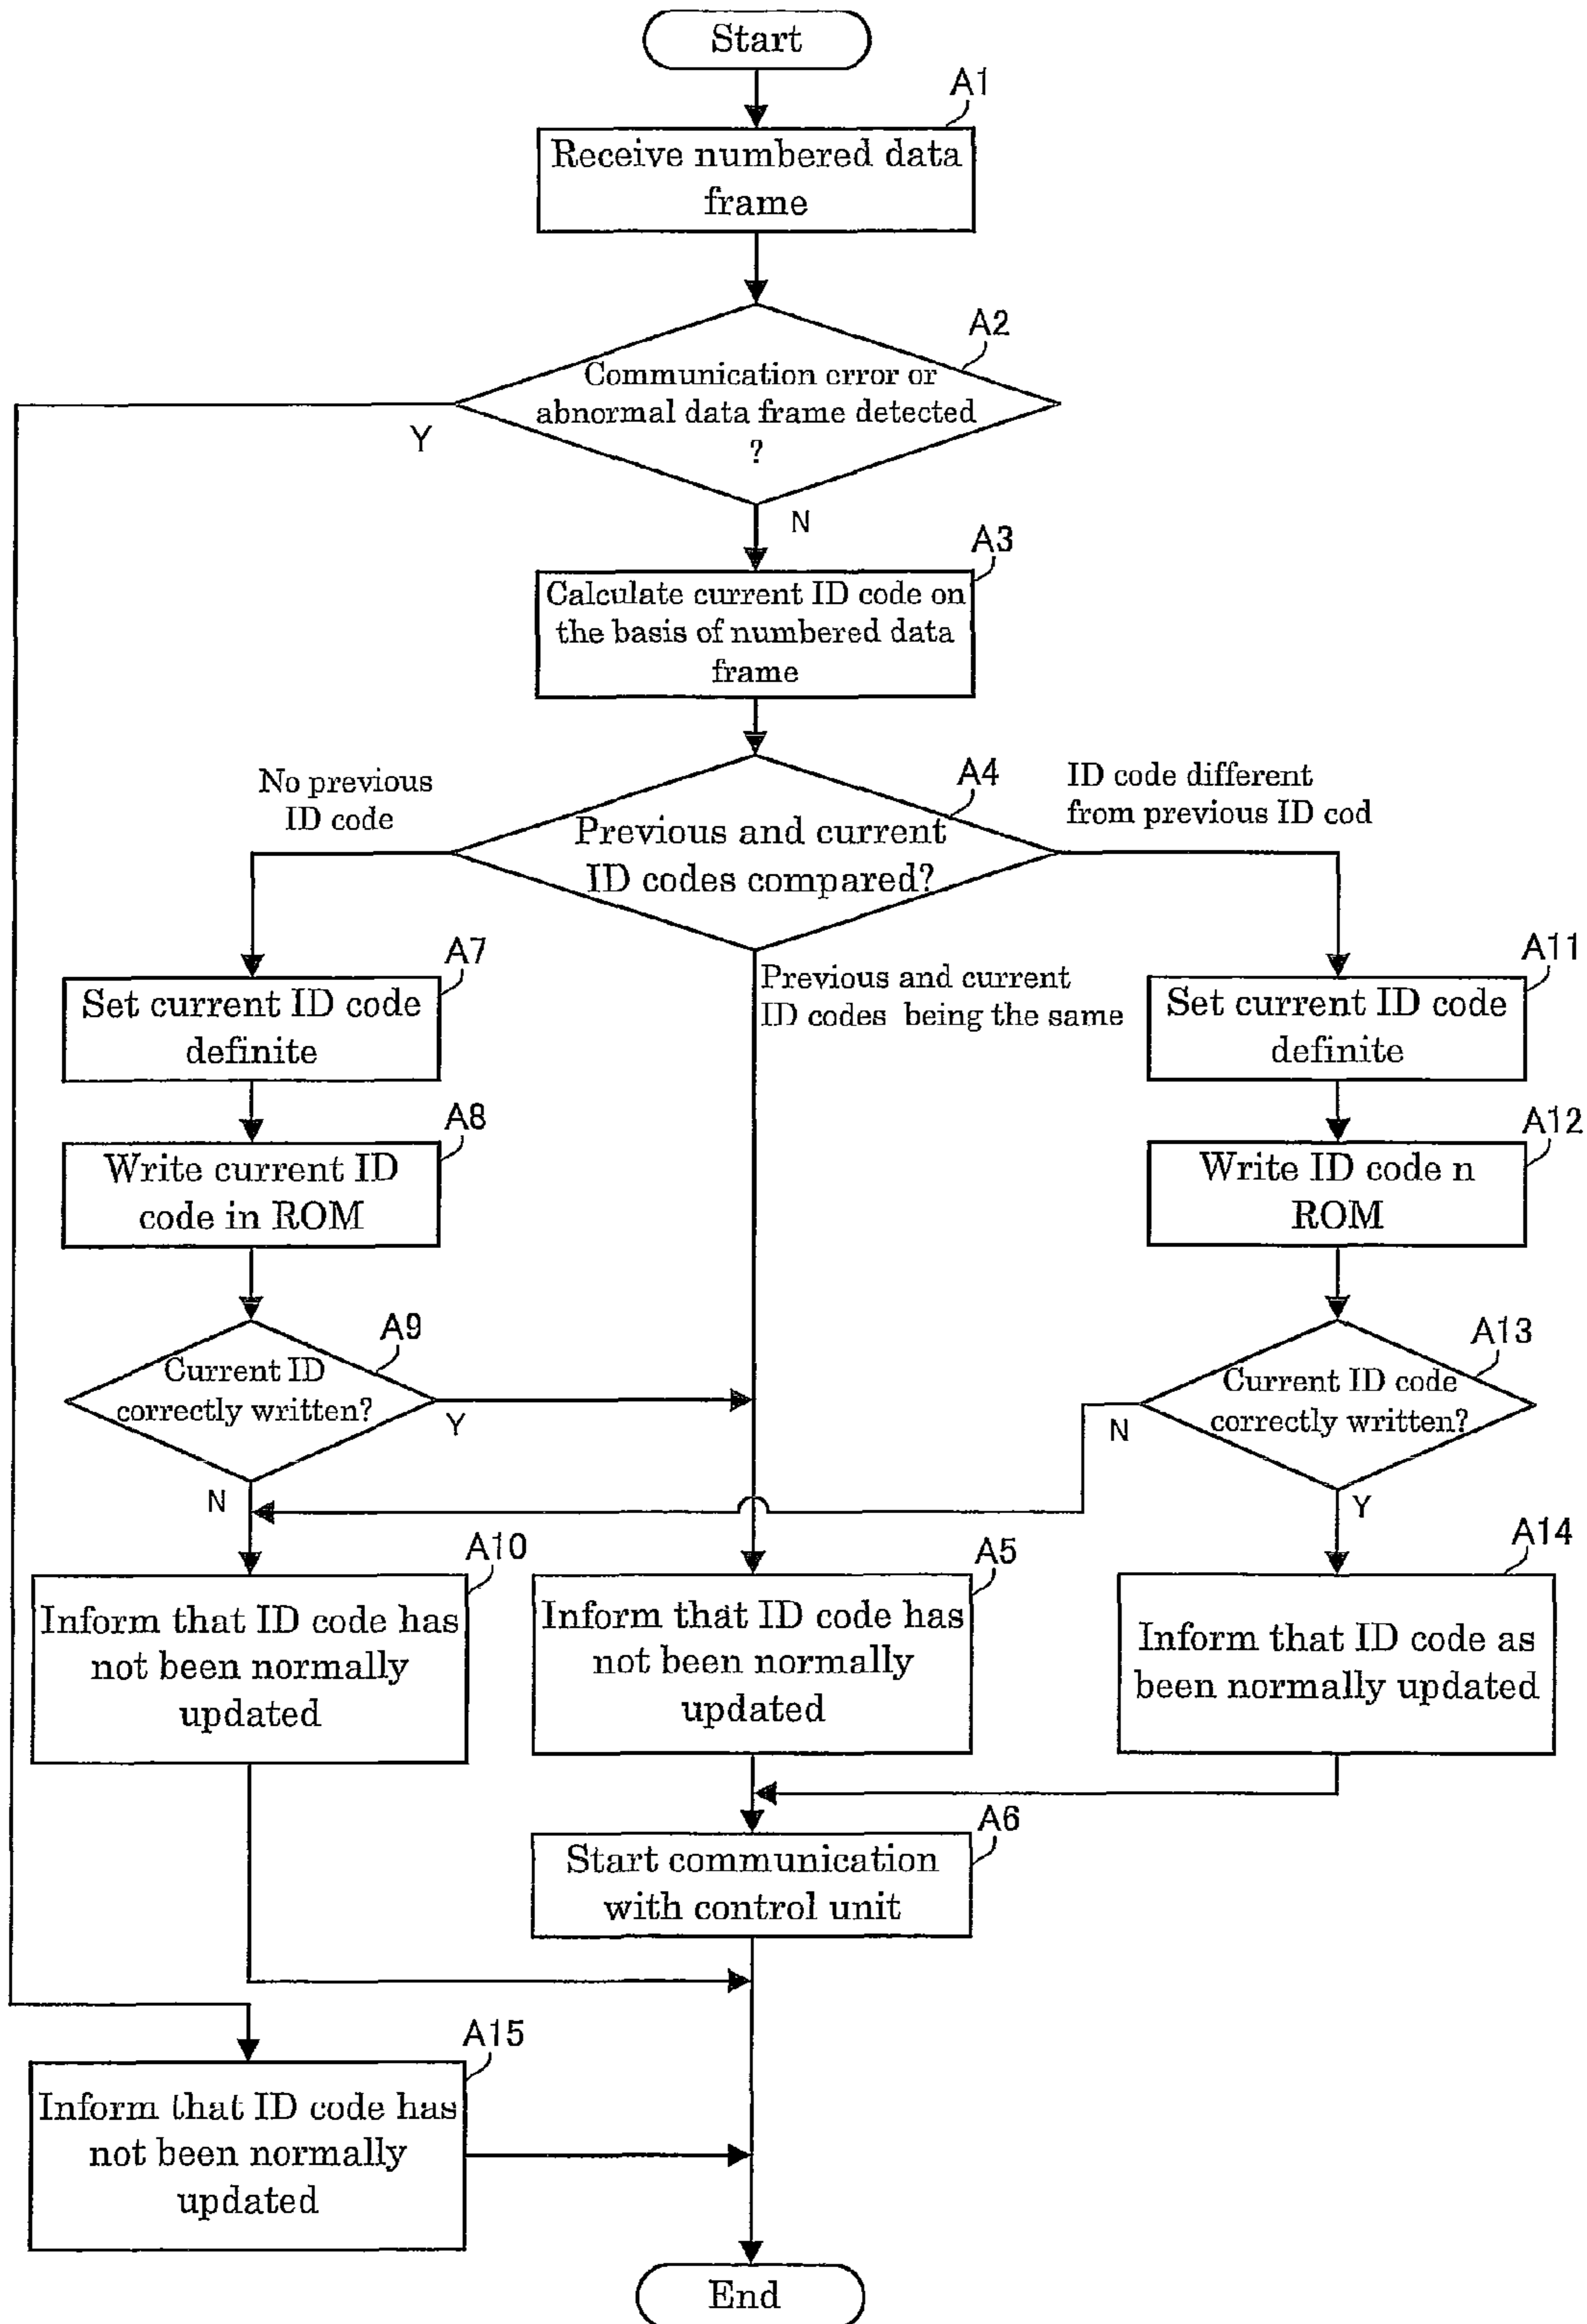 Start
A1
Receive numbered data
frame
A2
Communication error or
abnormal data frame detected
?
Y
N
A3
Calculate current ID code on
the basis of numbered data
frame
No previous
ID code
A4
ID code different
from previous ID cod
Previous and current
ID codes compared?
A7
Set current ID code
definite
Previous and current
ID codes being the same
A11
Set current ID code
definite
A8
Write current ID
code in ROM
A12
Write ID code n
ROM
A9
Current ID
correctly written?
Y
N
A13
Current ID code
correctly written?
N
Y
A10
Inform that ID code has
not been normally
updated
A5
Inform that ID code has
not been normally
updated
A14
Inform that ID code as
been normally updated
A6
Start communication
with control unit
A15
Inform that ID code has
not been normally
updated
End